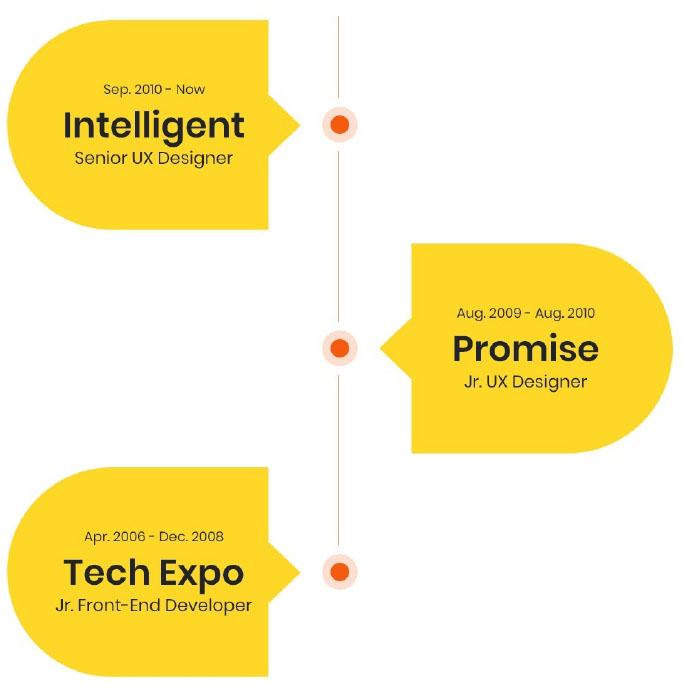 Sep. 2010 - Now
Intelligent
Senior UX Designer
Aug. 2009 - Aug. 2010
Promise
Jr. UX Designer
Apr. 2006 - Dec. 2008
Tech Expo
Jr. Front-End Developer